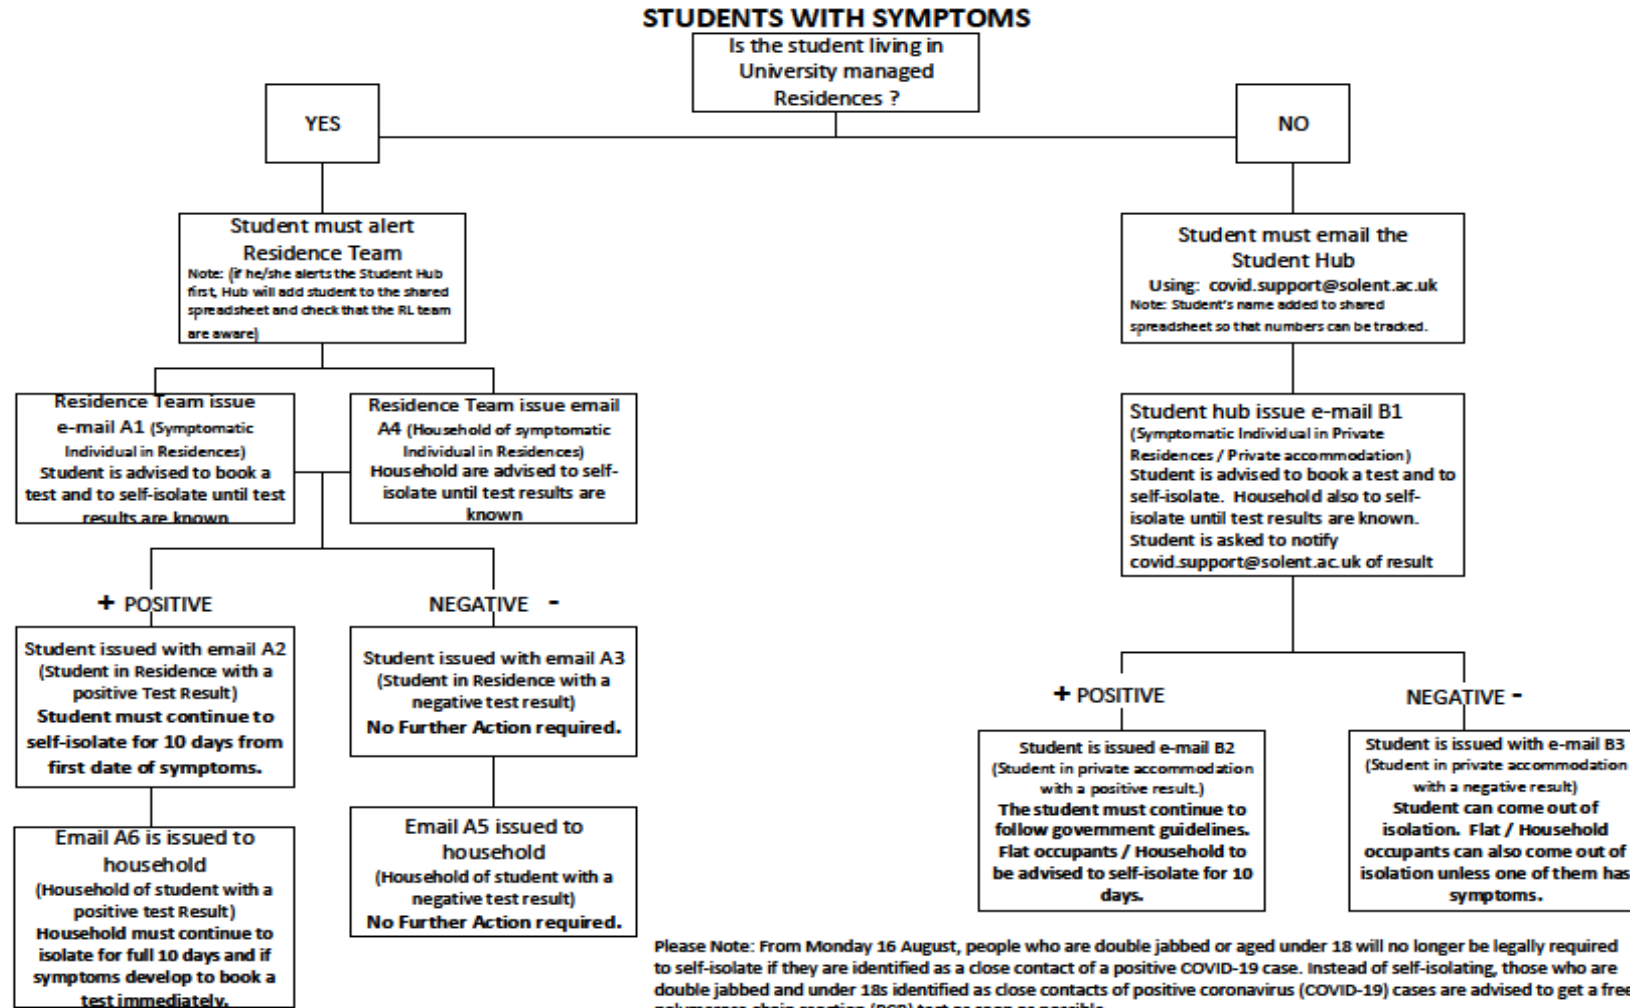 STUDENTS WITH SYMPTOMS
Is the student living in
University managed
Residences ?
YES
NO
Student must alert
Residence Team
Note: (if he/she alerts the Student Hub
first, Hub will add student to the shared
spreadsheet and check that the RL team
are aware)
Student must email the
Student Hub
Using: covid.support@solent.ac.uk
Note: Student's name added to shared
spreadsheet so that numbers can be tracked.
Residence Team issue
e-mail A1 (Symptomatic
Individual in Residences)
Student is advised to book a
test and to self-isolate until test
results are known
Residence Team issue email
A4 (Household of symptomatic
Individual in Residences)
Household are advised to self-
isolate until test results are
known
Student hub issue e-mail B1
(Symptomatic Individual in Private
Residences / Private accommodation)
Student is advised to book a test and to
self-isolate. Household also to self-
isolate until test results are known.
Student is asked to notify
covid.support@solent.ac.uk of result
+ POSITIVE
NEGATIVE -
Student issued with email A2
(Student in Residence with a
positive Test Result)
Student must continue to
self-isolate for 10 days from
first date of symptoms.
Student issued with email A3
(Student in Residence with a
negative test result)
No Further Action required.
+ POSITIVE
NEGATIVE -
Student is issued e-mail B2
(Student in private accommodation
with a positive result.)
The student must continue to
follow government guidelines.
Flat occupants / Household to
be advised to self-isolate for 10
days.
Student is issued with e-mail B3
(Student in private accommodation
with a negative result)
Student can come out of
isolation. Flat / Household
occupants can also come out of
isolation unless one of them has
symptoms.
Email A6 is issued to
household
(Household of student with a
positive test Result)
Household must continue to
isolate for full 10 days and if
symptoms develop to book a
test immediately.
Email A5 issued to
household
(Household of student with a
negative test result)
No Further Action required.
Please Note: From Monday 16 August, people who are double jabbed or aged under 18 will no longer be legally required
to self-isolate if they are identified as a close contact of a positive COVID-19 case. Instead of self-isolating, those who are
double jabbed and under 18s identified as close contacts of positive coronavirus (COVID-19) cases are advised to get a free
polymerase chain reaction (PCR) test as soon as possible